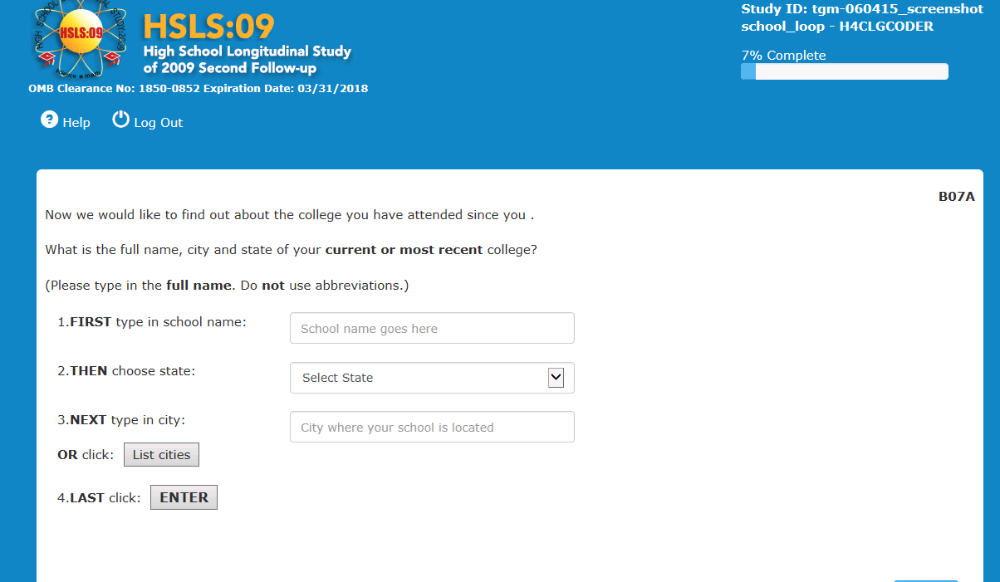 HIGH SCHOOL LONGITUDINAL STUDY:2009
HSLS:09
science * math
HSLS:09
High School Longitudinal Study
of 2009 Second Follow-up
OMB Clearance No: 1850-0852 Expiration Date: 03/31/2018
Study ID: tgm-060415_screenshot
school_loop - H4CLGCODER
7% Complete
? Help
Log Out
B07A
Now we would like to find out about the college you have attended since you .
What is the full name, city and state of your current or most recent college?
(Please type in the full name. Do not use abbreviations.)
1.FIRST type in school name:
School name goes here
2.THEN choose state:
Select State
3.NEXT type in city:
City where your school is located
OR click: List cities
4.LAST click: ENTER